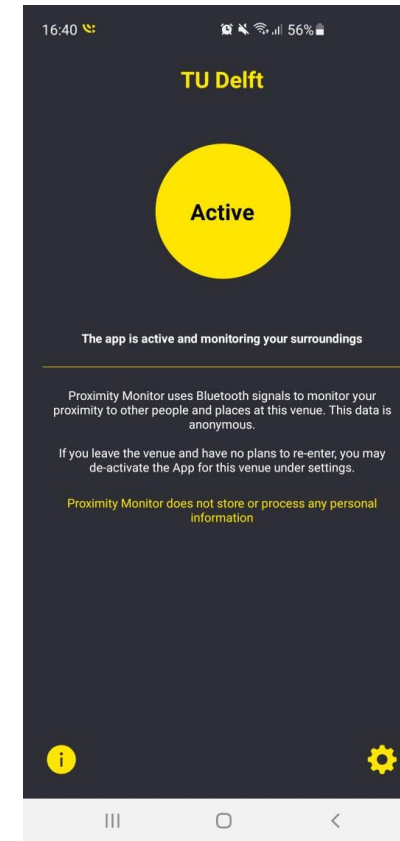 16:40
56%
TU Delft
Active
The app is active and monitoring your surroundings
Proximity Monitor uses Bluetooth signals to monitor your
proximity to other people and places at this venue. This data is
anonymous.
If you leave the venue and have no plans to re-enter, you may
de-activate the App for this venue under settings.
Proximity Monitor does not store or process any personal
information
i